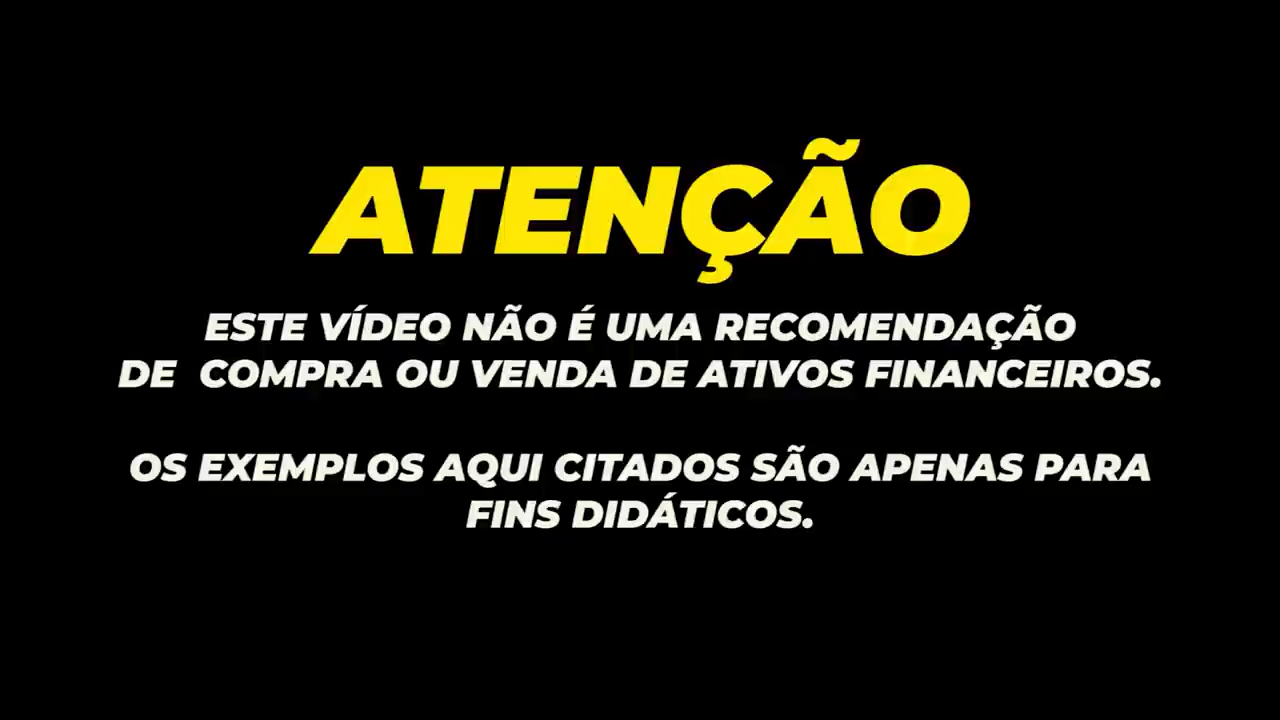 ATENÇÃO
ESTE VÍDEO NÃO É UMA RECOMENDAÇÃO
DE  COMPRA OU VENDA DE ATIVOS FINANCEIROS.
OS EXEMPLOS AQUI CITADOS SÃO APENAS PARA
FINS DIDÁTICOS.